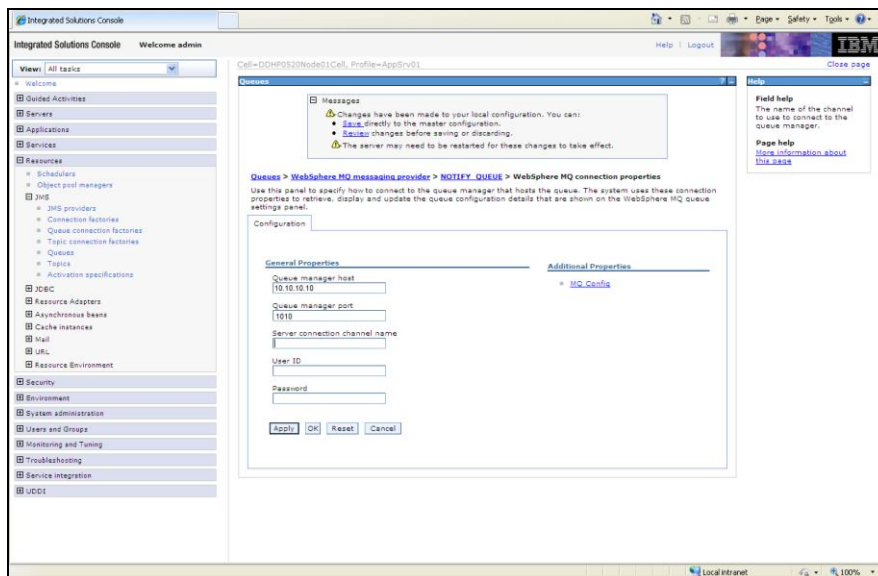 Integrated Solutions Console
Page Safety Tools
Integrated Solutions Console Welcome admin
Help | Logout
IBM
View: All tasks
Cell=DDHP0520Node01Cell, Profile=AppSrv01
Close page
Welcome
Guided Activities
Servers
Applications
Services
Resources
Schedulers
Object pool managers
JMS
JMS providers
Connection factories
Queue connection factories
Topic connection factories
Queues
Topics
Activation specifications
JDBC
Resource Adapters
Asynchronous beans
Cache instances
Mail
URL
Resource Environment
Security
Environment
System administration
Users and Groups
Monitoring and Tuning
Troubleshooting
Service integration
UDDI
Queues
Messages
Changes have been made to your local configuration. You can:
Save directly to the master configuration.
Review changes before saving or discarding.
The server may need to be restarted for these changes to take effect.
Queues > WebSphere MQ messaging provider > NOTIFY_QUEUE > WebSphere MQ connection properties
Use this panel to specify how to connect to the queue manager that hosts the queue. The system uses these connection
properties to retrieve, display and update the queue configuration details that are shown on the WebSphere MQ queue
settings panel.
Configuration
General Properties
Queue manager host
10.10.10.10
Queue manager port
1010
Server connection channel name
User ID
Password
Apply OK Reset Cancel
Additional Properties
MQ Config
Help
Field help
The name of the channel
to use to connect to the
queue manager.
Page help
More information about
this page
Local intranet
100%